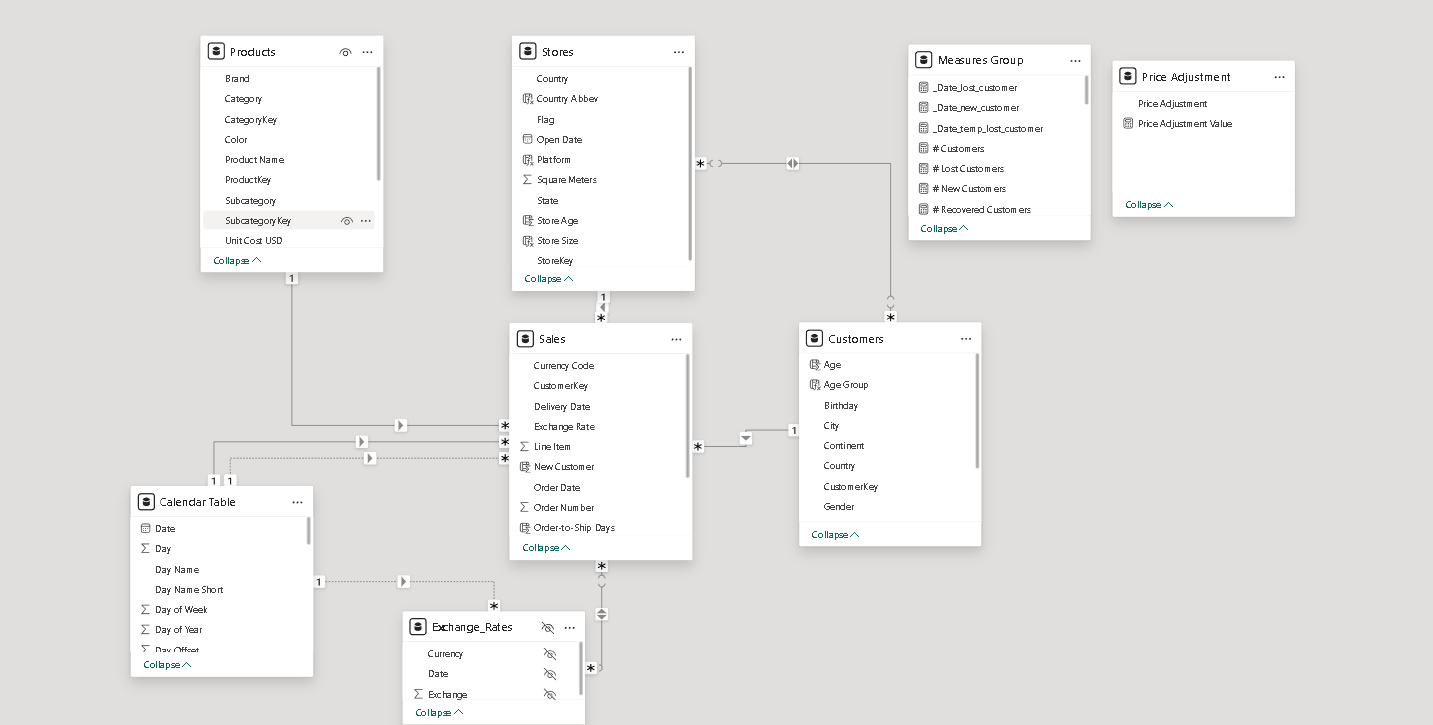 Products
Brand
Category
CategoryKey
Color
Product Name
ProductKey
Subcategory
SubcategoryKey
Unit Cost USD
Collapse
Stores
Country
Country Abbev
Flag
Open Date
Platform
Square Meters
State
Store Age
Store Size
StoreKey
Collapse
Measures Group
_Date_lost_customer
_Date_new_customer
_Date_temp_lost_customer
# Customers
# Lost Customers
# New Customers
# Recovered Customers
Collapse
Price Adjustment
Price Adjustment
Price Adjustment Value
Collapse
1
*
1
*
*
Sales
Currency Code
CustomerKey
Delivery Date
Exchange Rate
Line Item
New Customer
Order Date
Order Number
Order-to-Ship Days
Collapse
Customers
Age
Age Group
Birthday
City
Continent
Country
CustomerKey
Gender
Collapse
*
*
*
*
1
1
1
Calendar Table
Date
Day
Day Name
Day Name Short
Day of Week
Day of Year
Day Offset
Collapse
1
*
*
*
Exchange_Rates
Currency
Date
Exchange
Collapse